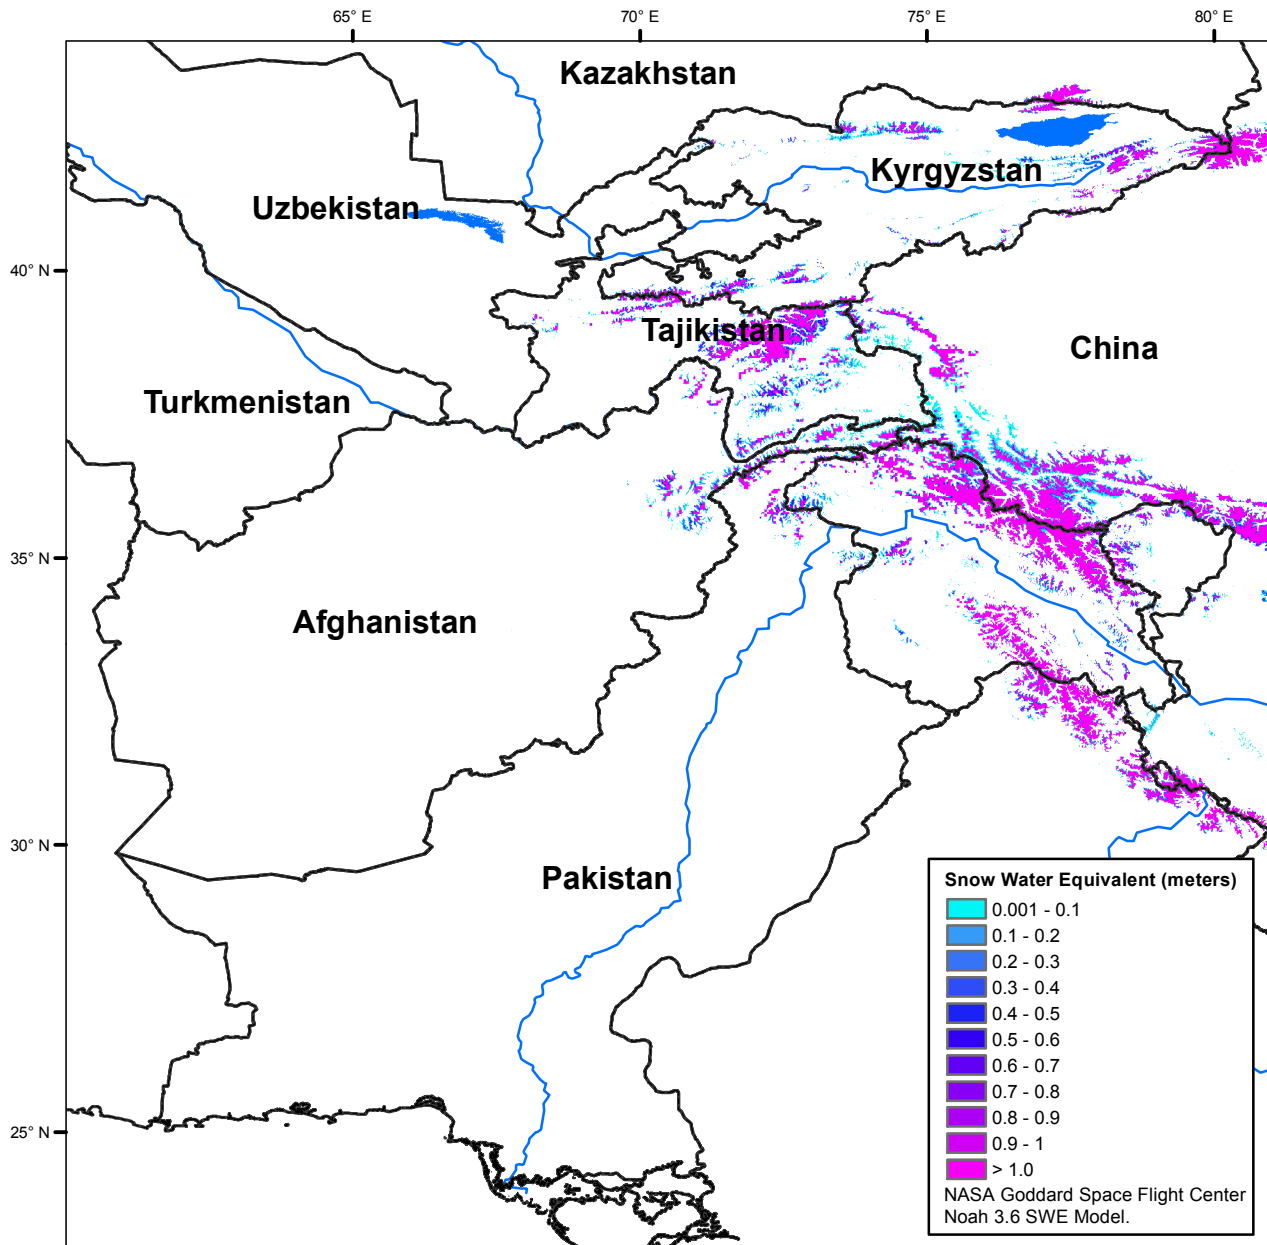 65° E
70° E
75° E
80° E
Kazakhstan
Kyrgyzstan
Uzbekistan
40° N
Tajikistan
China
Turkmenistan
35° N
Afghanistan
30° N
Pakistan
25° N
Snow Water Equivalent (meters)
0.001 - 0.1
0.1 - 0.2
0.2 - 0.3
0.3 - 0.4
0.4 - 0.5
0.5 - 0.6
0.6 - 0.7
0.7 - 0.8
0.8 - 0.9
0.9 - 1
> 1.0
NASA Goddard Space Flight Center
Noah 3.6 SWE Model.